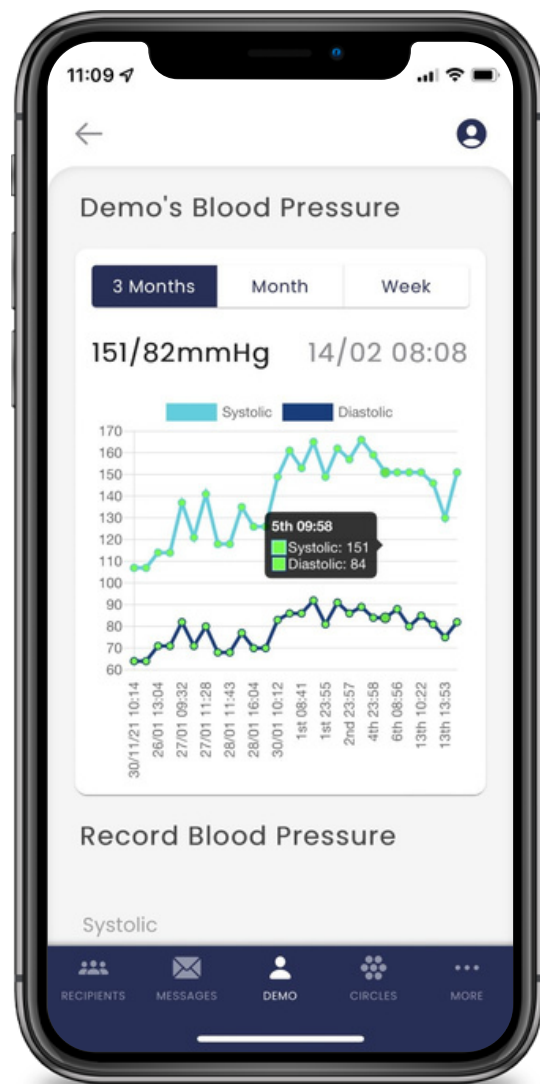 11:09
Demo's Blood Pressure
3 Months Month Week
151/82mmHg 14/02 08:08
Systolic Diastolic
170
160
150
140
130
120
110
100
90
80
70
60
5th 09:58
Systolic: 151
Diastolic: 84
30/11/21 10:14
26/01 13:04
27/01 09:32
27/01 11:28
28/01 11:43
28/01 16:04
30/01 10:12
1st 08:41
1st 23:55
2nd 23:57
4th 23:58
6th 08:56
13th 10:22
13th 13:53
Record Blood Pressure
Systolic
RECIPIENTS MESSAGES DEMO CIRCLES MORE